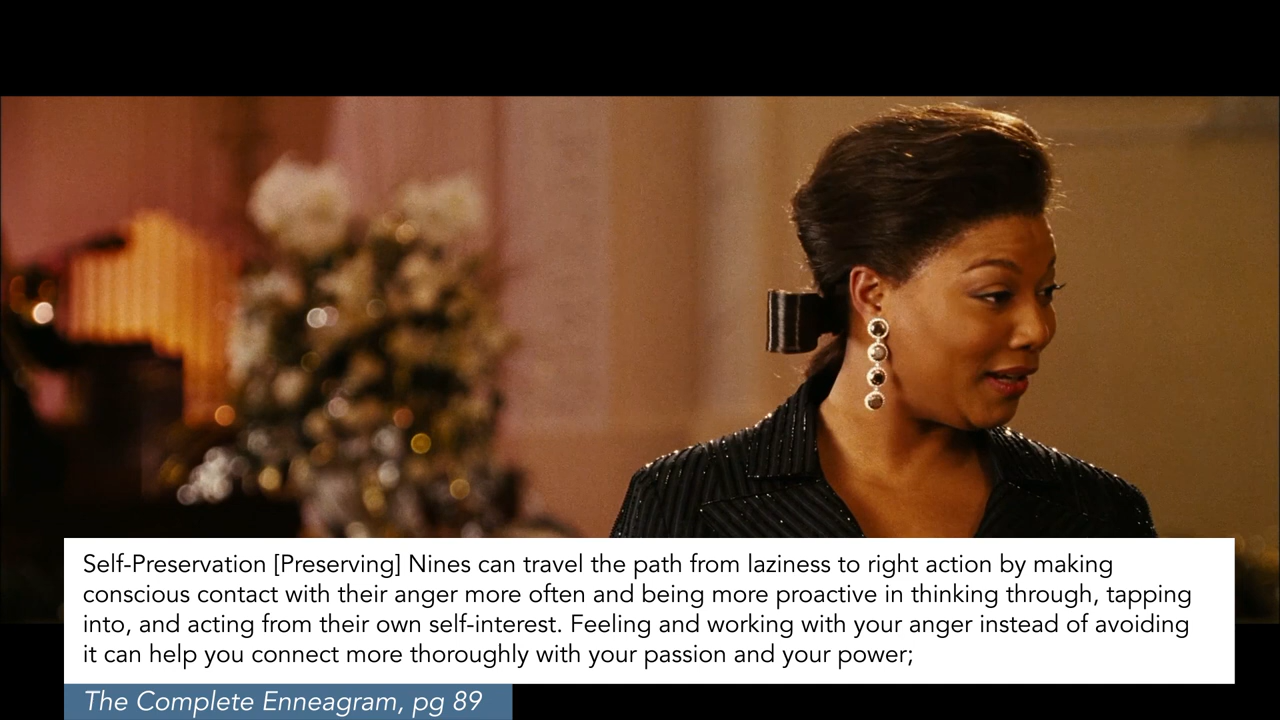 Self-Preservation [Preserving] Nines can travel the path from laziness to right action by making
conscious contact with their anger more often and being more proactive in thinking through, tapping
into, and acting from their own self-interest. Feeling and working with your anger instead of avoiding
it can help you connect more thoroughly with your passion and your power;
The Complete Enneagram, pg 89